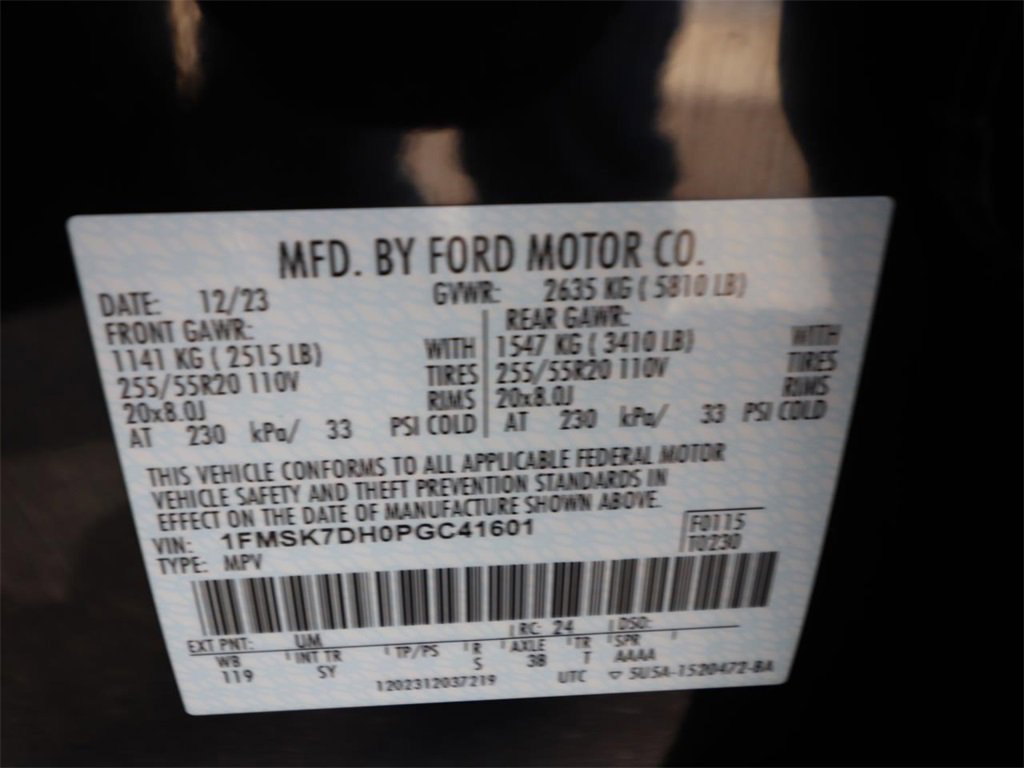 MFD. BY FORD MOTOR CO.
DATE: 12/23 GVWR: 2635 KG ( 5810 LB)
FRONT GAWR: REAR GAWR:
1141 KG ( 2515 LB) WITH 1547 KG ( 3410 LB) WITH
255/55R20 110V TIRES 255/55R20 110V TIRES
20x8.0J RIMS 20x8.0J RIMS
AT 230 kPa/ 33 PSI COLD AT 230 kPa/ 33 PSI COLD
THIS VEHICLE CONFORMS TO ALL APPLICABLE FEDERAL MOTOR
VEHICLE SAFETY AND THEFT PREVENTION STANDARDS IN
EFFECT ON THE DATE OF MANUFACTURE SHOWN ABOVE.
VIN: 1FMSK7DH0PGC41601 F0115
TYPE: MPV T0230
EXT PNT: UM RC: 24 DSO:
WB INT TR TP/PS R AXLE TR SPR
119 SY S 3B T AAAA
1202312037219 UTC ▽ 5U5A-1520472-BA